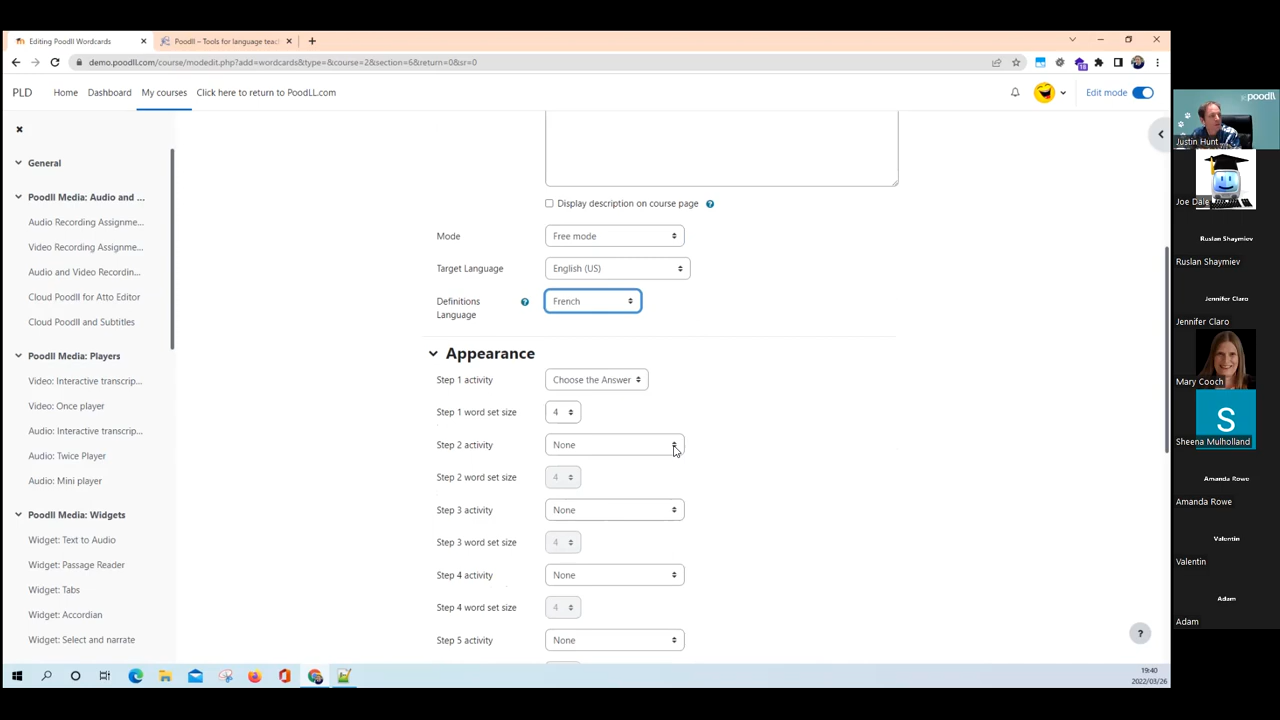 Editing Poodll Wordcards
Poodll – Tools for language teac
demo.poodll.com/course/modedit.php?add=wordcards&type=&course=2&section=6&return=0&sr=0
18
PLD
Home
Dashboard
My courses
Click here to return to PoodLL.com
Edit mode
General
Poodll Media: Audio and ...
Audio Recording Assignme...
Video Recording Assignme...
Audio and Video Recordin...
Cloud Poodll for Atto Editor
Cloud Poodll and Subtitles
Poodll Media: Players
Video: Interactive transcrip...
Video: Once player
Audio: Interactive transcrip...
Audio: Twice Player
Audio: Mini player
Poodll Media: Widgets
Widget: Text to Audio
Widget: Passage Reader
Widget: Tabs
Widget: Accordian
Widget: Select and narrate
Display description on course page
Mode
Free mode
Target Language
English (US)
Definitions
Language
French
Appearance
Step 1 activity
Choose the Answer
Step 1 word set size
4
Step 2 activity
None
Step 2 word set size
4
Step 3 activity
None
Step 3 word set size
4
Step 4 activity
None
Step 4 word set size
4
Step 5 activity
None
?
19:40
2022/03/26
poodll
Justin Hunt
Joe Dale
Ruslan Shaymiev
Ruslan Shaymiev
Jennifer Claro
Jennifer Claro
Mary Cooch
S
Sheena Mulholland
Amanda Rowe
Amanda Rowe
Valentin
Valentin
Adam
Adam